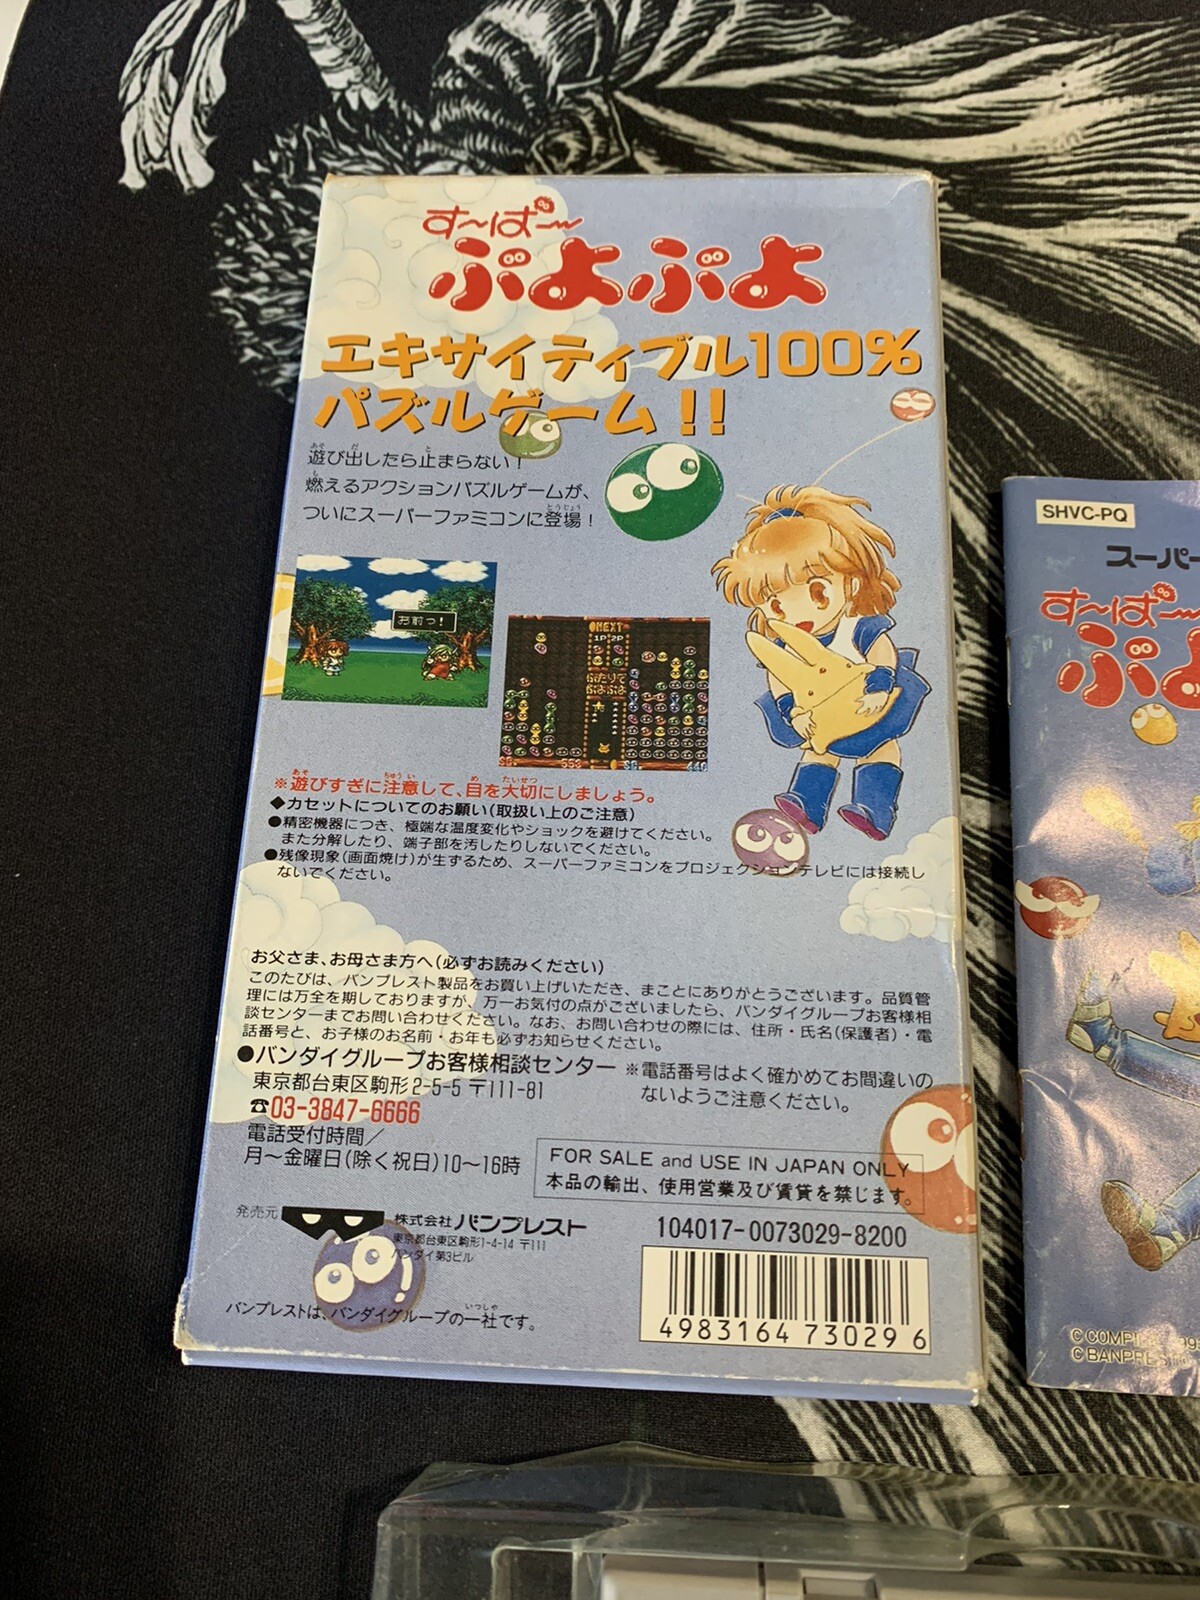 す〜ぱ〜
ぷよぷよ
エキサイティブル100%
パズルゲーム!!
遊び出したら止まらない!
燃えるアクションパズルゲームが、
ついにスーパーファミコンに登場!
お前っ!
NEXT
1P 2P
ふたりで
ぷよぷよ
※遊びすぎに注意して、目を大切にしましょう。
◆カセットについてのお願い(取扱い上のご注意)
●精密機器につき、極端な温度変化やショックを避けてください。
また分解したり、端子部を汚したりしないでください。
●残像現象(画面焼け)が生ずるため、スーパーファミコンをプロジェクションテレビには接続し
ないでください。
お父さま、お母さま方へ(必ずお読みください)
このたびは、バンプレスト製品をお買い上げいただき、まことにありがとうございます。品質管
理には万全を期しておりますが、万一お気付の点がございましたら、バンダイグループお客様相
談センターまでお問い合わせください。なお、お問い合わせの際には、住所・氏名(保護者)・電
話番号と、お子様のお名前・お年も必ずお知らせください。
●バンダイグループお客様相談センター
東京都台東区駒形2-5-5 〒111-81
☎03-3847-6666
電話受付時間/
月〜金曜日(除く祝日)10〜16時
※電話番号はよく確かめてお間違いの
ないようご注意ください。
FOR SALE and USE IN JAPAN ONLY
本品の輸出、使用営業及び賃貸を禁じます。
発売元
株式会社バンプレスト
東京都台東区駒形1-4-14 〒111
バンダイ第3ビル
バンプレストは、バンダイグループの一社です。
104017-0073029-8200
4983164 730296
SHVC-PQ
スーパー
す〜ぱ〜
ぷよ
© COMPI
© BANPRE